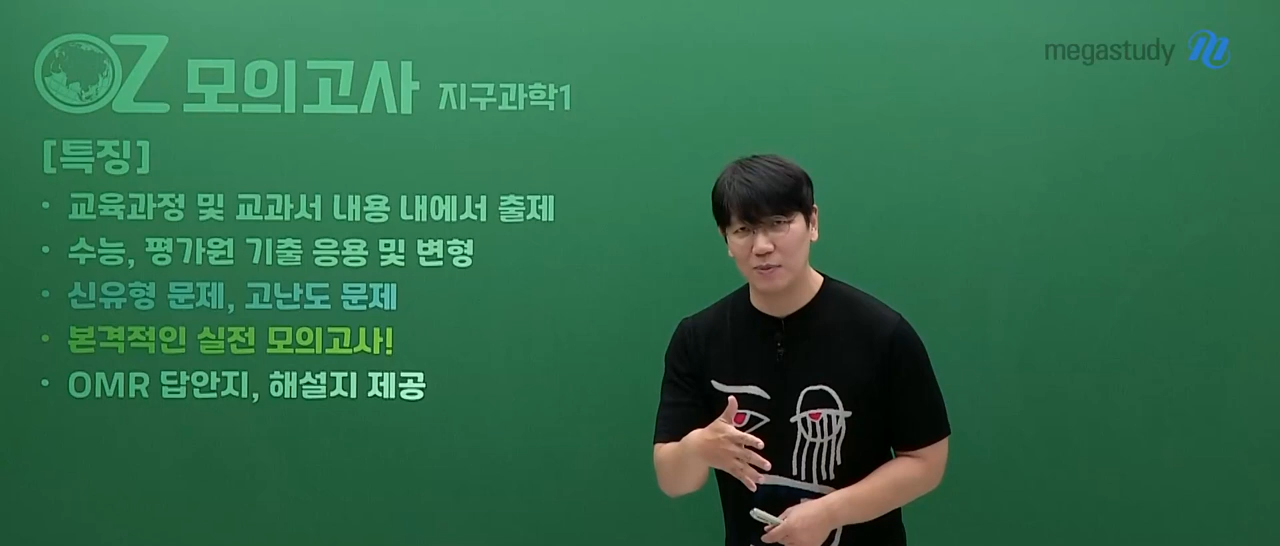 OZ 모의고사 지구과학1
megastudy
[특징]
• 교육과정 및 교과서 내용 내에서 출제
• 수능, 평가원 기출 응용 및 변형
• 신유형 문제, 고난도 문제
• 본격적인 실전 모의고사!
• OMR 답안지, 해설지 제공